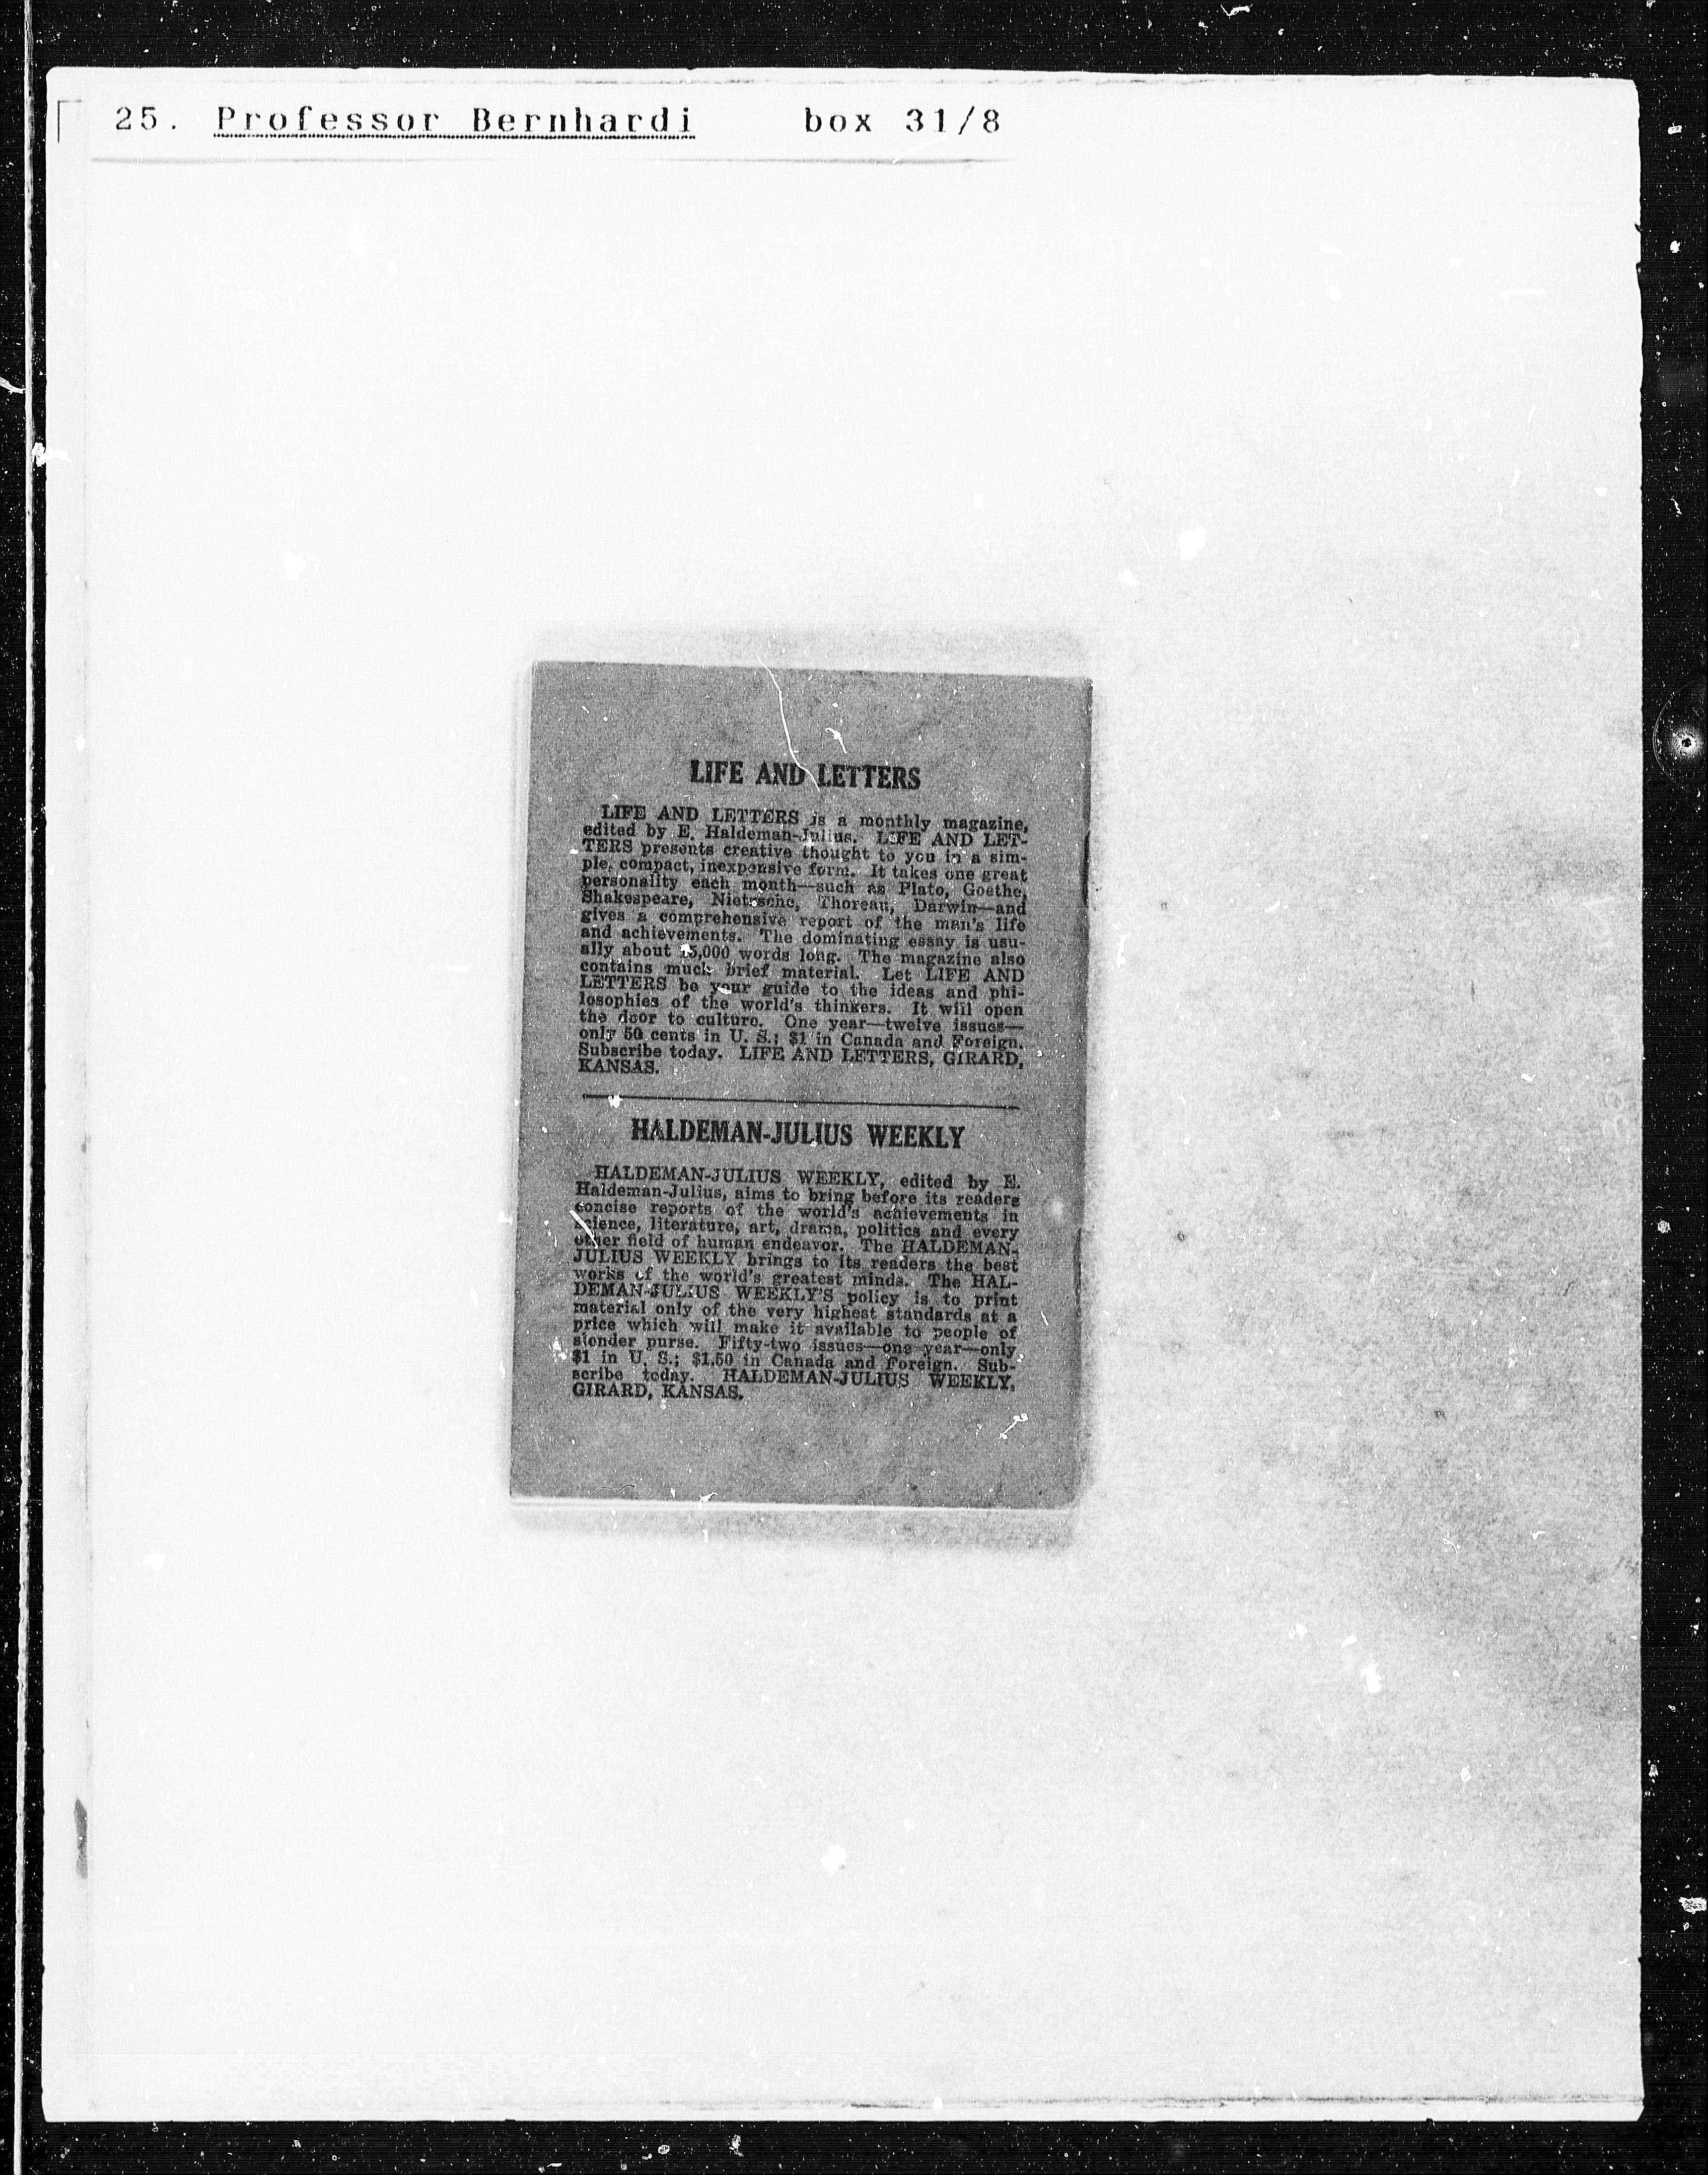 25. Professor Bernhardi box 31/8
LIFE AND LETTERS
LIFE AND LETTERS is a monthly magazine,
edited by E. Haldeman-Julius. LIFE AND LET-
TERS presents creative thought to you in a sim-
ple, compact, inexpensive form. It takes one great
personality each month—such as Plato, Goethe,
Shakespeare, Nietzsche, Thoreau, Darwin—and
gives a comprehensive report of the man's life
and achievements. The dominating essay is usu-
ally about 15,000 words long. The magazine also
contains much brief material. Let LIFE AND
LETTERS be your guide to the ideas and phi-
losophies of the world's thinkers. It will open
the door to culture. One year—twelve issues—
only 50 cents in U. S.; $1 in Canada and Foreign.
Subscribe today. LIFE AND LETTERS, GIRARD,
KANSAS.
HALDEMAN-JULIUS WEEKLY
HALDEMAN-JULIUS WEEKLY, edited by E.
Haldeman-Julius, aims to bring before its readers
concise reports of the world's achievements in
science, literature, art, drama, politics and every
other field of human endeavor. The HALDEMAN-
JULIUS WEEKLY brings to its readers the best
works of the world's greatest minds. The HAL-
DEMAN-JULIUS WEEKLY'S policy is to print
material only of the very highest standards at a
price which will make it available to people of
slender purse. Fifty-two issues—one year—only
$1 in U. S.; $1.50 in Canada and Foreign. Sub-
scribe today. HALDEMAN-JULIUS WEEKLY,
GIRARD, KANSAS.